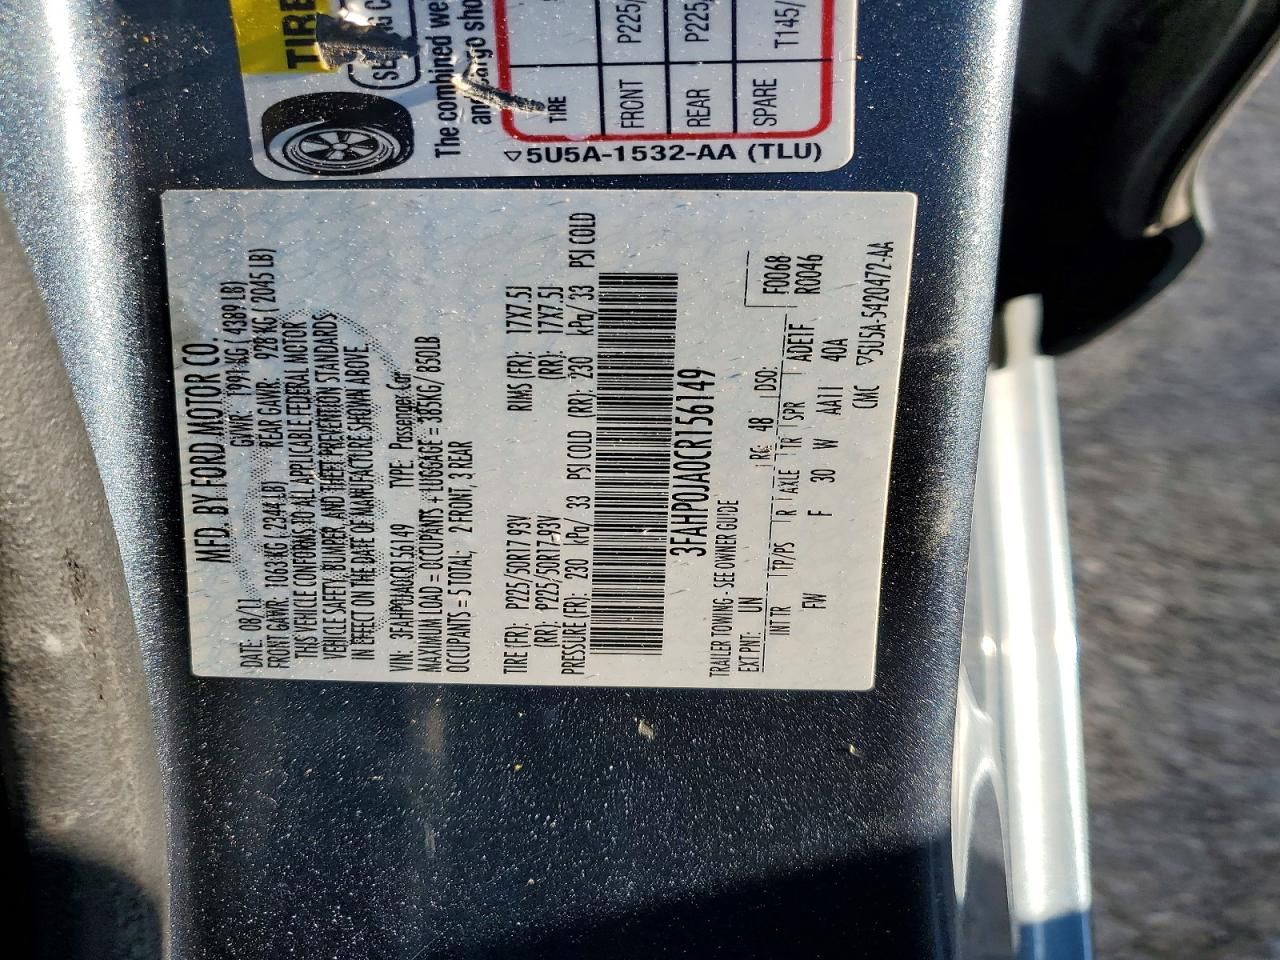 TIRE
SE
The combined we
and cargo sho
TIRE
FRONT P225/
REAR P225/
SPARE T145/
5U5A-1532-AA (TLU)
MFD. BY FORD MOTOR CO.
DATE: 08/11 GVWR: 1991 KG ( 4389 LB)
FRONT GAWR: 1063KG ( 2344 LB) REAR GAWR: 928 KG ( 2045 LB)
THIS VEHICLE CONFORMS TO ALL APPLICABLE FEDERAL MOTOR
VEHICLE SAFETY, BUMPER, AND THEFT PREVENTION STANDARDS
IN EFFECT ON THE DATE OF MANUFACTURE SHOWN ABOVE.
VIN: 3FAHP0JA0CR156149 TYPE: Passenger Car
MAXIMUM LOAD = OCCUPANTS + LUGGAGE = 385KG/ 850LB
OCCUPANTS = 5 TOTAL; 2 FRONT, 3 REAR
TIRE (FR): P225/50R17 93V RIMS (FR): 17X7.5J
(RR): P225/50R17-93V (RR): 17X7.5J
PRESSURE (FR): 230 kPa/ 33 PSI COLD (RR): 230 kPa/ 33 PSI COLD
3FAHP0JA0CR156149
TRAILER TOWING - SEE OWNER GUIDE F0068
EXT PNT: UN RC: 48 DSO: R0046
INT TR TP/PS R AXLE TR SPR ADE1F
FW F 30 W AA11 40A
CMC 5U5A-5420472-AA